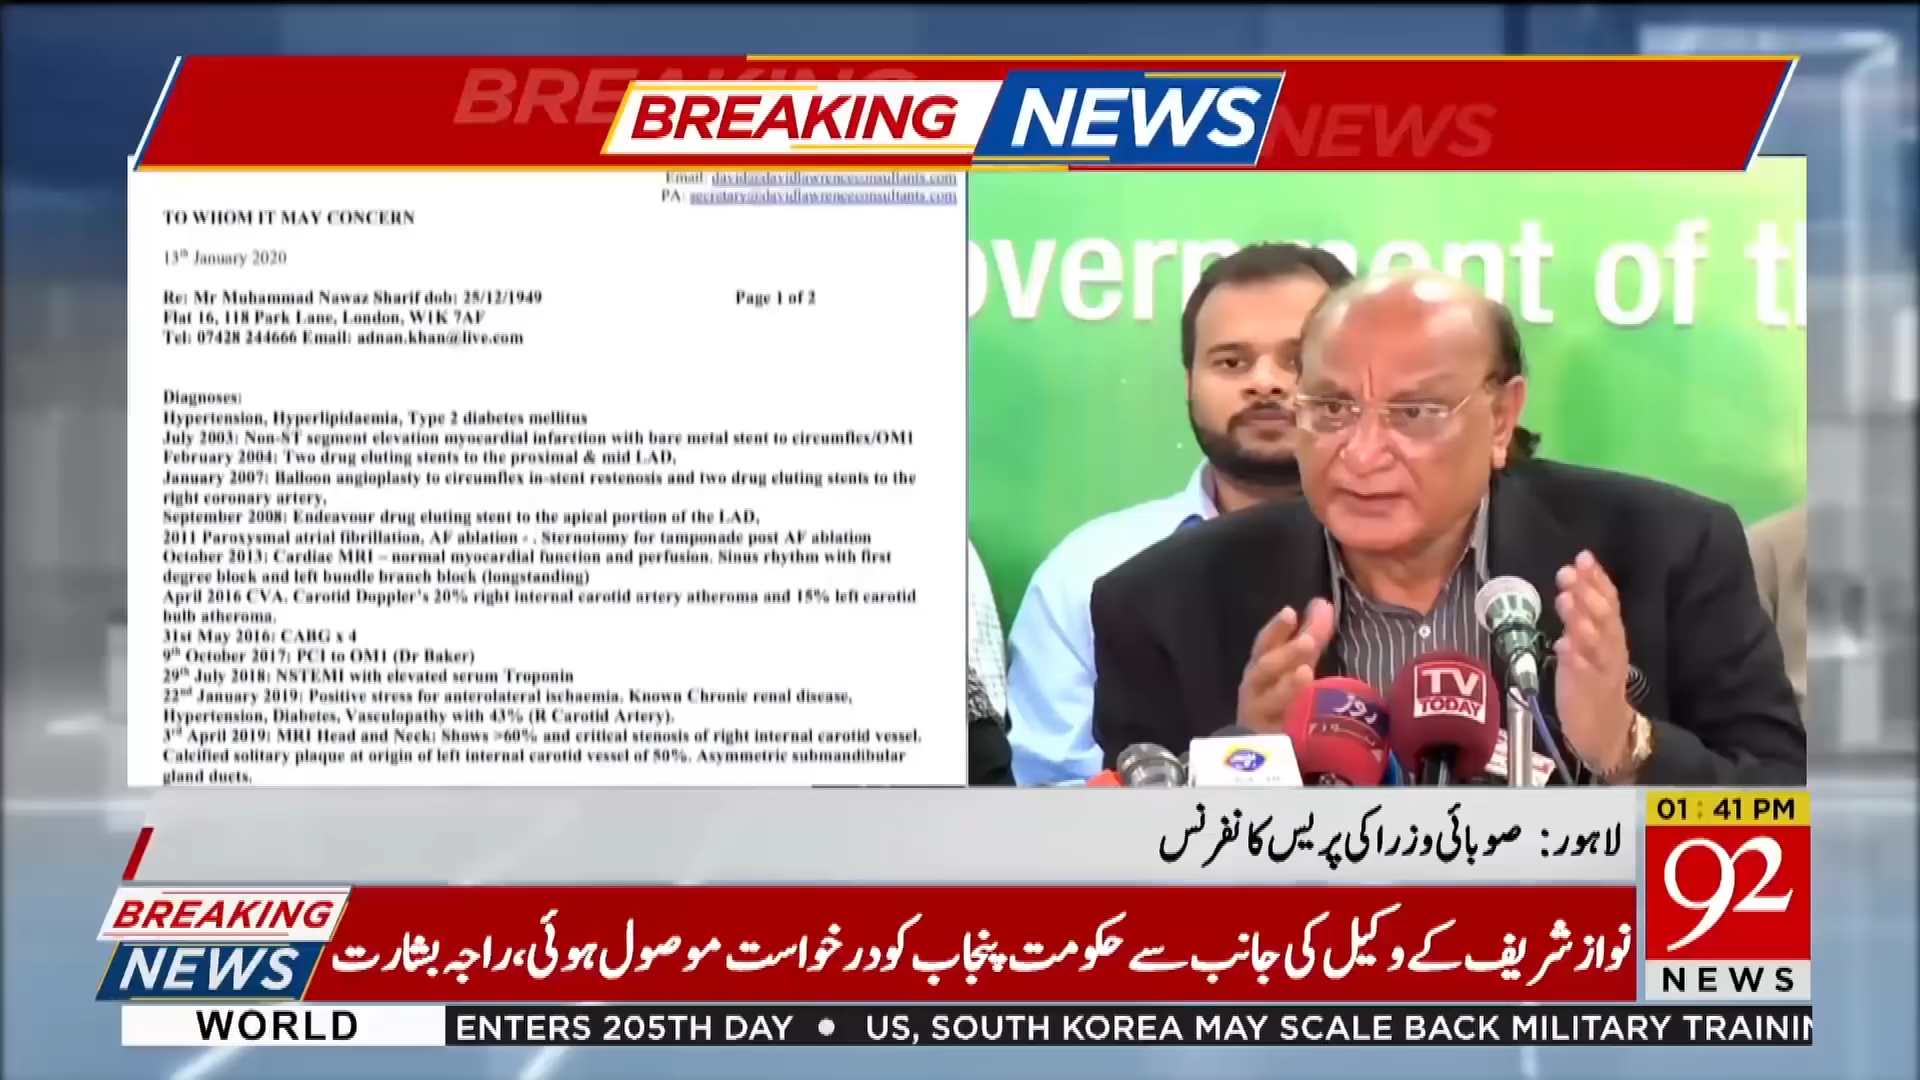 BREAKING NEWS
BREAKING NEWS
Email: david@davidlawrenceconsultants.com
PA: secretary@davidlawrenceconsultants.com
TO WHOM IT MAY CONCERN
13th January 2020
Re: Mr Muhammad Nawaz Sharif dob: 25/12/1949 Page 1 of 2
Flat 16, 118 Park Lane, London, W1K 7AF
Tel: 07428 244666 Email: adnan.khan@live.com
Diagnoses:
Hypertension, Hyperlipidaemia, Type 2 diabetes mellitus
July 2003: Non-ST segment elevation myocardial infarction with bare metal stent to circumflex/OM1
February 2004: Two drug eluting stents to the proximal & mid LAD,
January 2007: Balloon angioplasty to circumflex in-stent restenosis and two drug eluting stents to the
right coronary artery,
September 2008: Endeavour drug eluting stent to the apical portion of the LAD,
2011 Paroxysmal atrial fibrillation, AF ablation - . Sternotomy for tamponade post AF ablation
October 2013: Cardiac MRI – normal myocardial function and perfusion. Sinus rhythm with first
degree block and left bundle branch block (longstanding)
April 2016 CVA. Carotid Doppler's 20% right internal carotid artery atheroma and 15% left carotid
bulb atheroma.
31st May 2016: CABG x 4
9th October 2017: PCI to OM1 (Dr Baker)
29th July 2018: NSTEMI with elevated serum Troponin
22nd January 2019: Positive stress for anterolateral ischaemia. Known Chronic renal disease,
Hypertension, Diabetes, Vasculopathy with 43% (R Carotid Artery).
3rd April 2019: MRI Head and Neck: Shows >60% and critical stenosis of right internal carotid vessel.
Calcified solitary plaque at origin of left internal carotid vessel of 50%. Asymmetric submandibular
gland ducts.
overnment of t
روز
نیوز
TV
TODAY
لاہور: صوبائی وزرا کی پریس کانفرنس
01:41 PM
92
NEWS
BREAKING
NEWS
نواز شریف کے وکیل کی جانب سے حکومت پنجاب کو درخواست موصول ہوئی، راجہ بشارت
WORLD
ENTERS 205TH DAY ● US, SOUTH KOREA MAY SCALE BACK MILITARY TRAININ